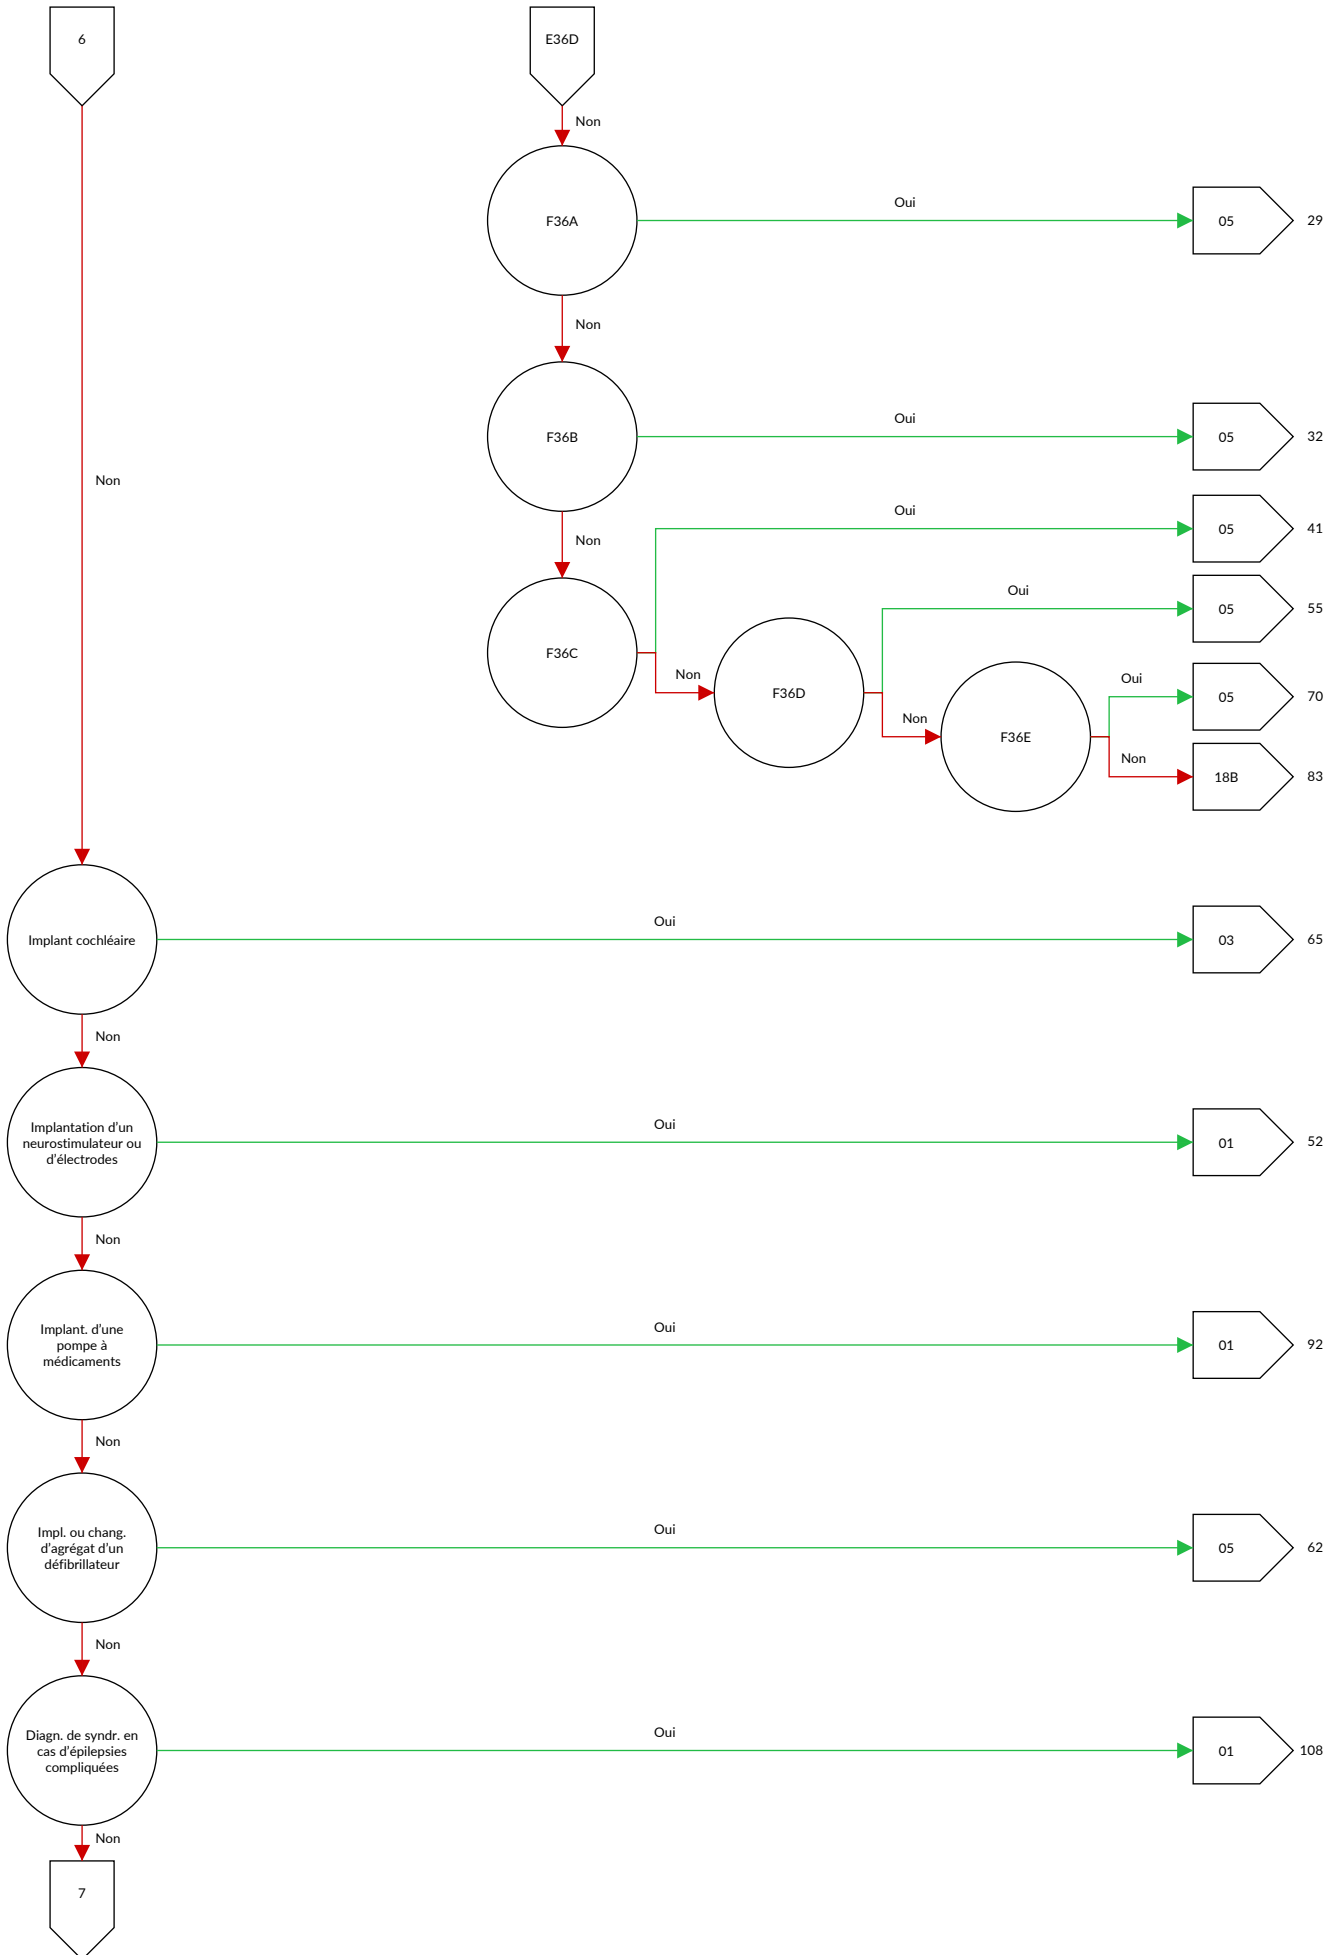 6
E36D
Non
F36A
Oui
05
29
Non
F36B
Oui
05
32
Non
Non
Oui
05
41
F36C
Oui
05
55
Non
F36D
Oui
05
70
Non
F36E
Non
18B
83
Implant cochléaire
Oui
03
65
Non
Implantation d'un
neurostimulateur ou
d'électrodes
Oui
01
52
Non
Implant. d'une
pompe à
médicaments
Oui
01
92
Non
Impl. ou chang.
d'agrégat d'un
défibrillateur
Oui
05
62
Non
Diagn. de syndr. en
cas d'épilepsies
compliquées
Oui
01
108
Non
7